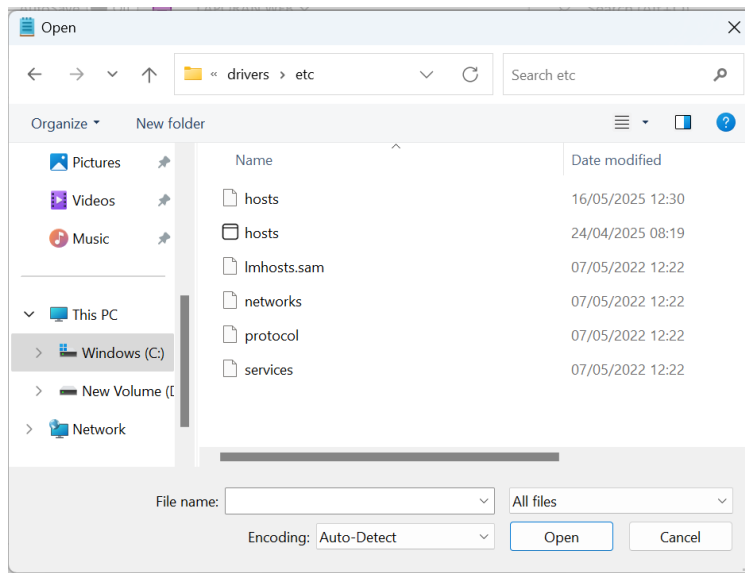 Open
« drivers > etc
Search etc
Organize
New folder
Pictures
Videos
Music
This PC
Windows (C:)
New Volume (D
Network
Name Date modified
hosts 16/05/2025 12:30
hosts 24/04/2025 08:19
lmhosts.sam 07/05/2022 12:22
networks 07/05/2022 12:22
protocol 07/05/2022 12:22
services 07/05/2022 12:22
File name: All files
Encoding: Auto-Detect Open Cancel